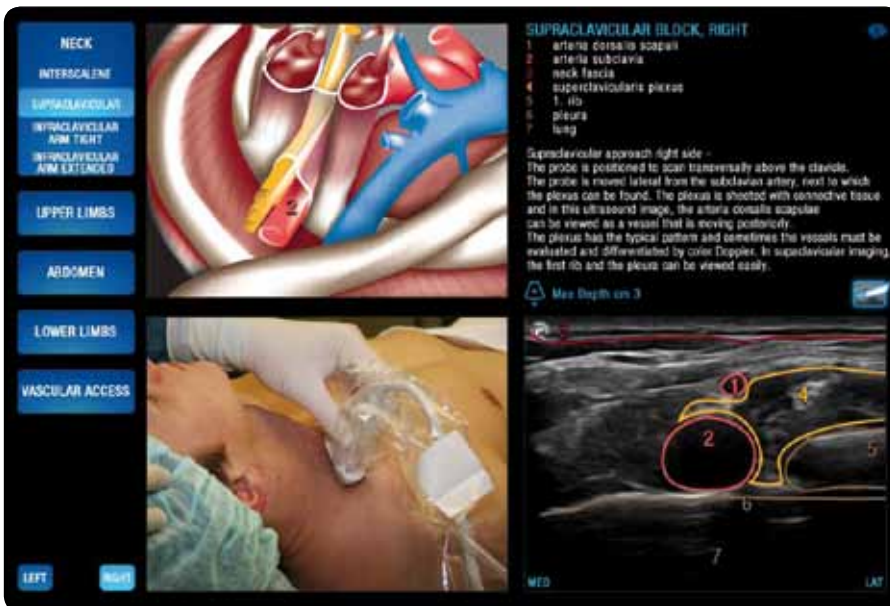 NECK
INTERSCALENE
SUPRACLAVICULAR
INFRACLAVICULAR
ARM TIGHT
INFRACLAVICULAR
ARM EXTENDED
UPPER LIMBS
ABDOMEN
LOWER LIMBS
VASCULAR ACCESS
LEFT
RIGHT
2
SUPRACLAVICULAR BLOCK, RIGHT
1 arteria dorsalis scapuli
2 arteria subclavia
3 neck fascia
4 superclavicularis plexus
5 1. rib
6 pleura
7 lung
Supraclavicular approach right side -
The probe is positioned to scan transversally above the clavicle.
The probe is moved lateral from the subclavian artery, next to which
the plexus can be found. The plexus is sheeted with connective tissue
and in this ultrasound image, the arteria dorsalis scapulae
can be viewed as a vessel that is moving posteriorly.
The plexus has the typical pattern and sometimes the vessels must be
evaluated and differentiated by color Doppler. In supraclavicular imaging,
the first rib and the pleura can be viewed easily.
Max Depth cm 3
3
1
4
2
5
6
7
MED
LAT